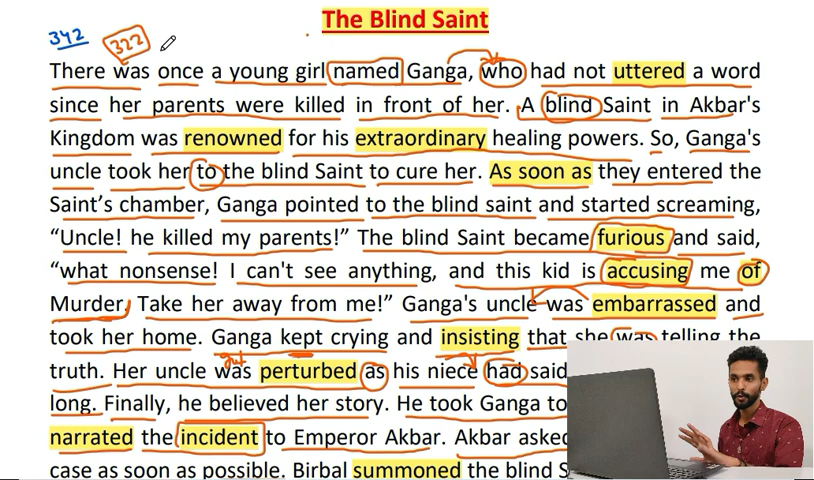 The Blind Saint
342
322
There was once a young girl named Ganga, who had not uttered a word
since her parents were killed in front of her. A blind Saint in Akbar's
Kingdom was renowned for his extraordinary healing powers. So, Ganga's
uncle took her to the blind Saint to cure her. As soon as they entered the
Saint's chamber, Ganga pointed to the blind saint and started screaming,
“Uncle! he killed my parents!” The blind Saint became furious and said,
“what nonsense! I can't see anything, and this kid is accusing me of
Murder, Take her away from me!” Ganga's uncle was embarrassed and
took her home. Ganga kept crying and insisting that she was telling the
truth. Her uncle was perturbed as his niece had said
long. Finally, he believed her story. He took Ganga to
narrated the incident to Emperor Akbar. Akbar asked
case as soon as possible. Birbal summoned the blind S